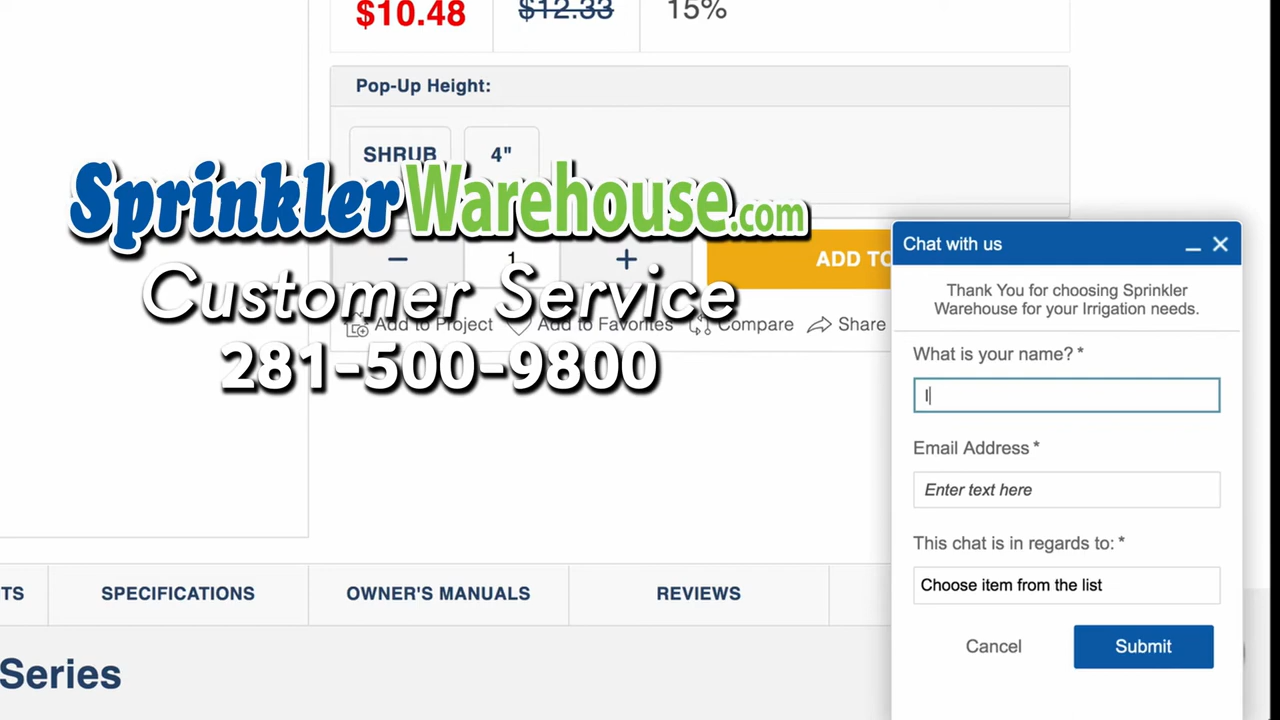 $10.48 $12.33 15%
Pop-Up Height:
SHRUB 4"
SprinklerWarehouse.com
Customer Service
281-500-9800
1
ADD TO
Add to Project Add to Favorites Compare Share
Chat with us
Thank You for choosing Sprinkler
Warehouse for your Irrigation needs.
What is your name? *
I
Email Address *
Enter text here
This chat is in regards to: *
Choose item from the list
Cancel Submit
TS SPECIFICATIONS OWNER'S MANUALS REVIEWS
Series